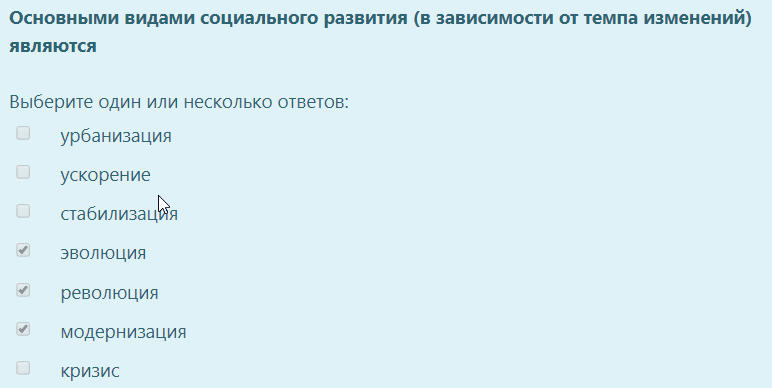 Основными видами социального развития (в зависимости от темпа изменений)
являются
Выберите один или несколько ответов:
урбанизация
ускорение
стабилизация
эволюция
революция
модернизация
кризис